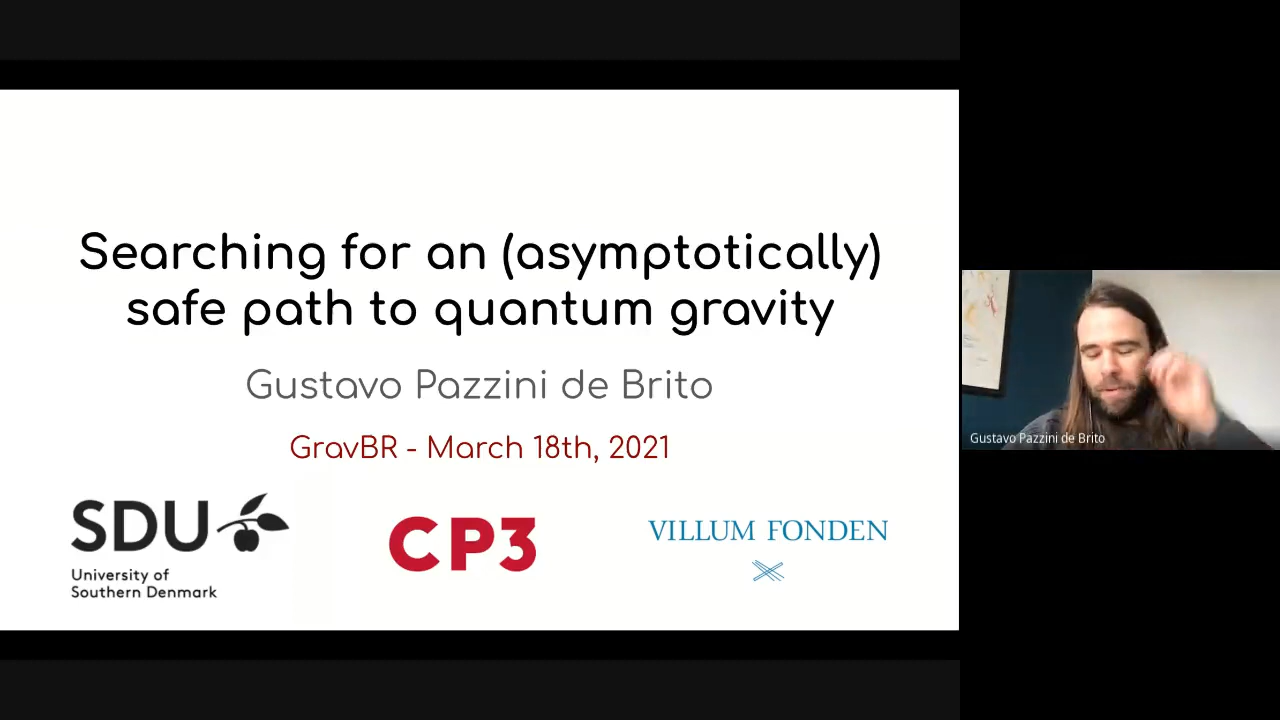 Searching for an (asymptotically)
safe path to quantum gravity
Gustavo Pazzini de Brito
GravBR - March 18th, 2021
SDU
University of
Southern Denmark
CP3
VILLUM FONDEN
Gustavo Pazzini de Brito